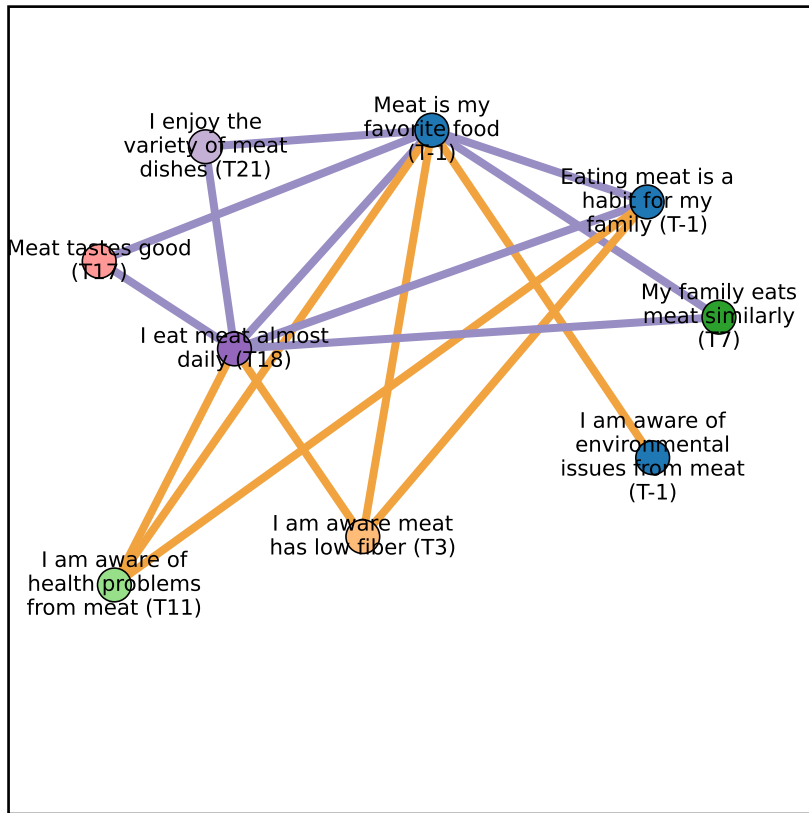 Meat is my
favorite food
(T-1)
I enjoy the
variety of meat
dishes (T21)
Eating meat is a
habit for my
family (T-1)
Meat tastes good
(T17)
My family eats
meat similarly
(T7)
I eat meat almost
daily (T18)
I am aware of
environmental
issues from meat
(T-1)
I am aware meat
has low fiber (T3)
I am aware of
health problems
from meat (T11)